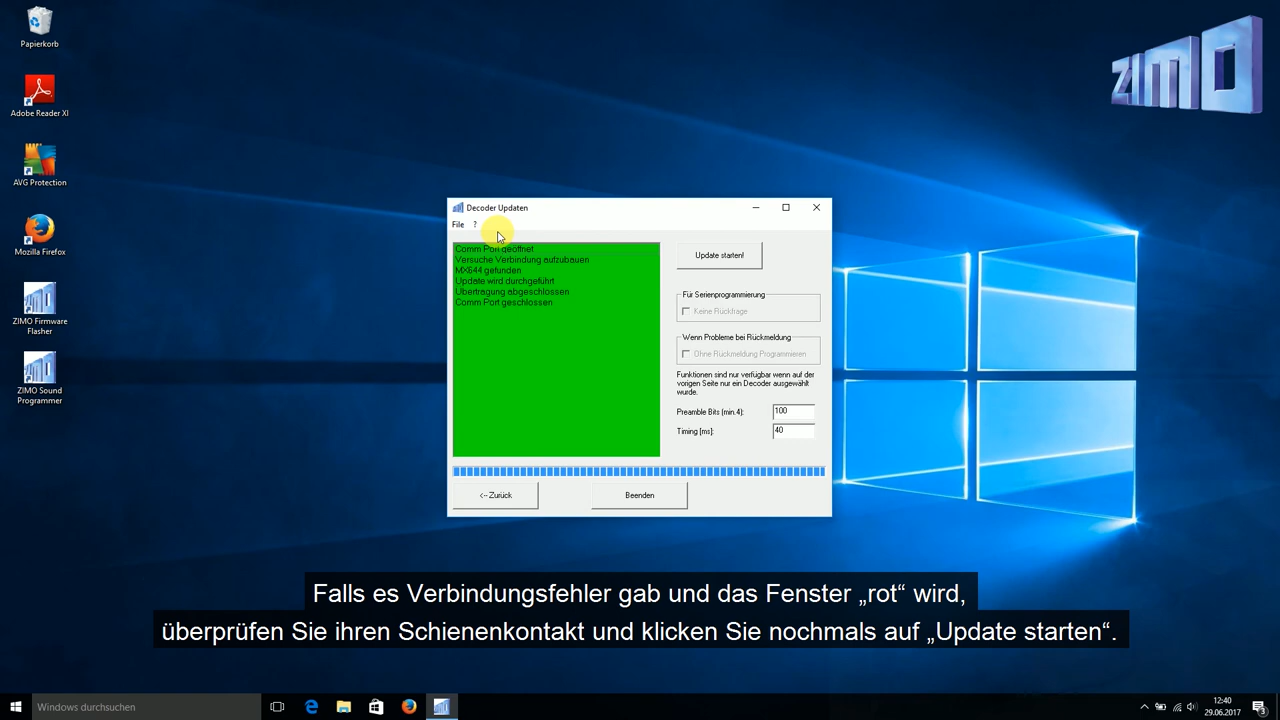 Papierkorb
Adobe Reader XI
AVG Protection
Mozilla Firefox
ZIMO Firmware
Flasher
ZIMO Sound
Programmer
ZIMO
Decoder Updaten
File ?
Comm Port geöffnet
Versuche Verbindung aufzubauen
MX644 gefunden
Update wird durchgeführt
Übertragung abgeschlossen
Comm Port geschlossen
Update starten!
Für Serienprogrammierung
Keine Rückfrage
Wenn Probleme bei Rückmeldung
Ohne Rückmeldung Programmieren
Funktionen sind nur verfügbar wenn auf der
vorigen Seite nur ein Decoder ausgewählt
wurde.
Preamble Bits (min.4): 100
Timing [ms]: 40
<-- Zurück
Beenden
Falls es Verbindungsfehler gab und das Fenster „rot“ wird,
überprüfen Sie ihren Schienenkontakt und klicken Sie nochmals auf „Update starten“.
Windows durchsuchen
12:40
29.06.2017
3